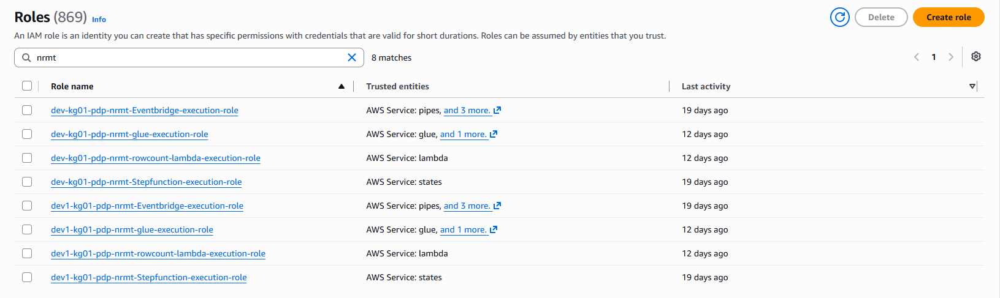 Roles (869) Info
Delete
Create role
An IAM role is an identity you can create that has specific permissions with credentials that are valid for short durations. Roles can be assumed by entities that you trust.
nrmt
8 matches
1
Role name Trusted entities Last activity
dev-kg01-pdp-nrmt-Eventbridge-execution-role AWS Service: pipes, and 3 more. 19 days ago
dev-kg01-pdp-nrmt-glue-execution-role AWS Service: glue, and 1 more. 12 days ago
dev-kg01-pdp-nrmt-rowcount-lambda-execution-role AWS Service: lambda 12 days ago
dev-kg01-pdp-nrmt-Stepfunction-execution-role AWS Service: states 19 days ago
dev1-kg01-pdp-nrmt-Eventbridge-execution-role AWS Service: pipes, and 3 more. 19 days ago
dev1-kg01-pdp-nrmt-glue-execution-role AWS Service: glue, and 1 more. 12 days ago
dev1-kg01-pdp-nrmt-rowcount-lambda-execution-role AWS Service: lambda 12 days ago
dev1-kg01-pdp-nrmt-Stepfunction-execution-role AWS Service: states 19 days ago